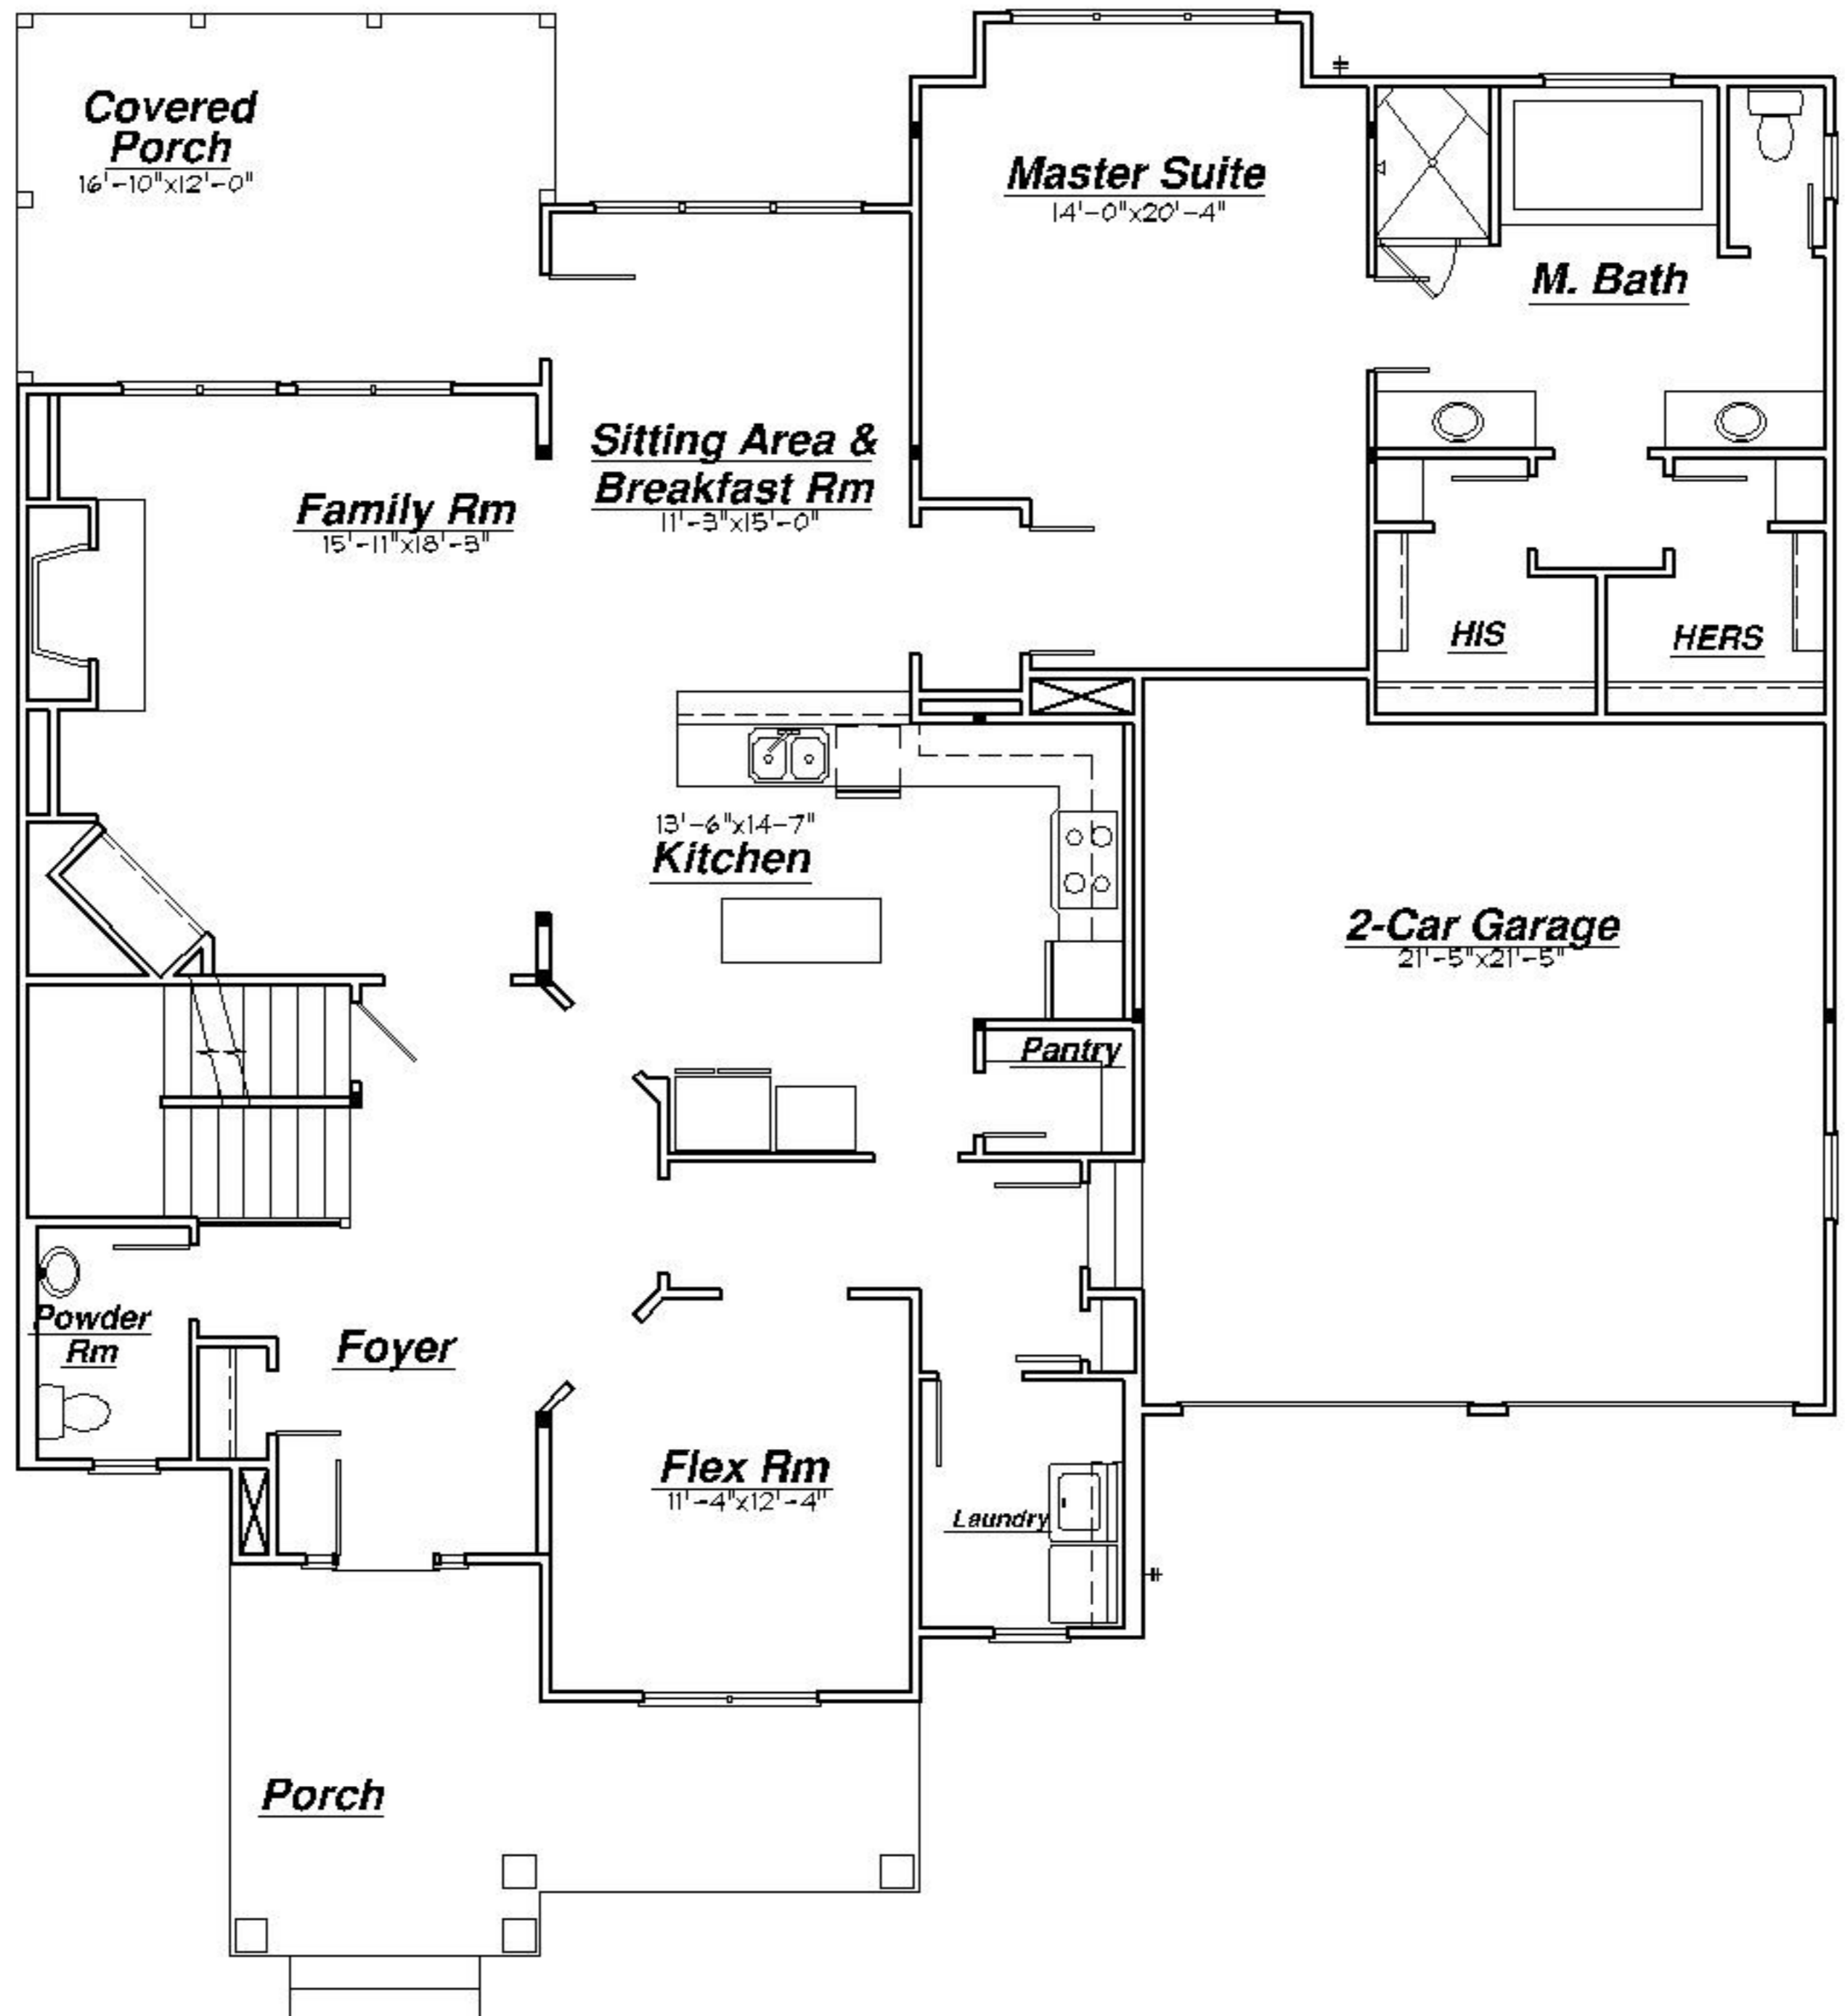 Covered
Porch
16'-10"x12'-0"
Master Suite
14'-0"x20'-4"
M. Bath
Sitting Area &
Breakfast Rm
11'-3"x15'-0"
Family Rm
15'-11"x18'-3"
HIS
HERS
13'-6"x14-7"
Kitchen
2-Car Garage
21'-5"x21'-5"
Pantry
Powder
Rm
Foyer
Flex Rm
11'-4"x12'-4"
Laundry
Porch